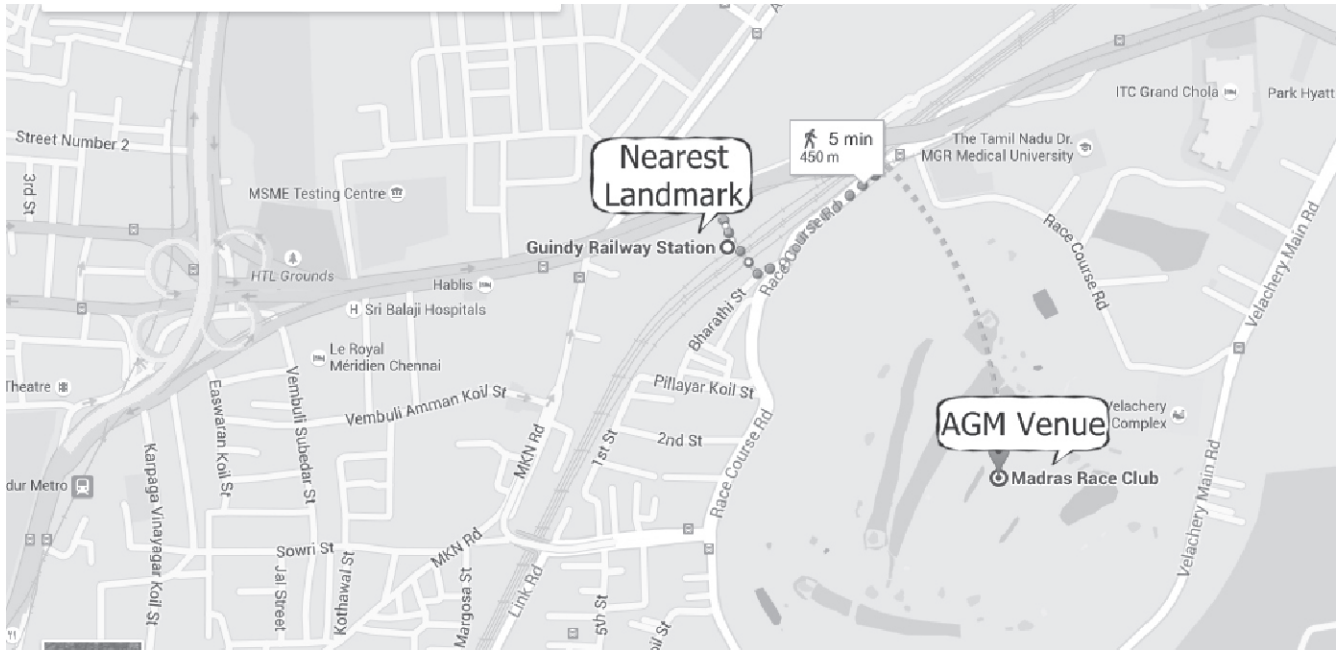 ITC Grand Chola
Park Hyatt
Street Number 2
3rd St
MSME Testing Centre
Nearest
Landmark
5 min
450 m
The Tamil Nadu Dr.
MGR Medical University
Guindy Railway Station
Race Course Rd
Race Course Rd
Velachery Main Rd
HTL Grounds
Hablis
H Sri Balaji Hospitals
Bharathi St
Le Royal
Méridien Chennai
Theatre
Easwaran Koil St
Vembuli Subedar St
Vembuli Amman Koil St
Pillayar Koil St
2nd St
1st St
MKN Rd
Race Course Rd
AGM Venue
Velachery
Complex
Madras Race Club
dur Metro
Karpaga Vinayagar Koil St
Sowri St
Jal Street
Kothawal St
MKN Rd
Margosa St
Link Rd
5th St
oil St
Velachery Main Rd